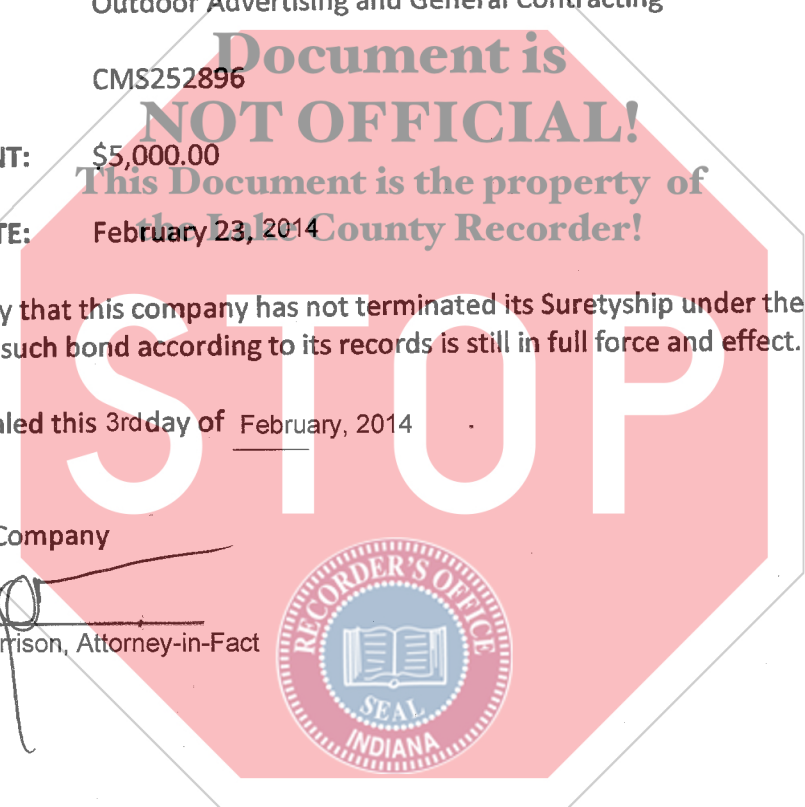 Outdoor Advertising and General Contracting
Document is
CMS252896
NOT OFFICIAL!
NT: $5,000.00
This Document is the property of
the Lake County Recorder!
TE: February 23, 2014
y that this company has not terminated its Suretyship under the
such bond according to its records is still in full force and effect.
aled this 3rd day of February, 2014
STOP
Company
rrison, Attorney-in-Fact
RECORDER'S OFFICE
SEAL
INDIANA